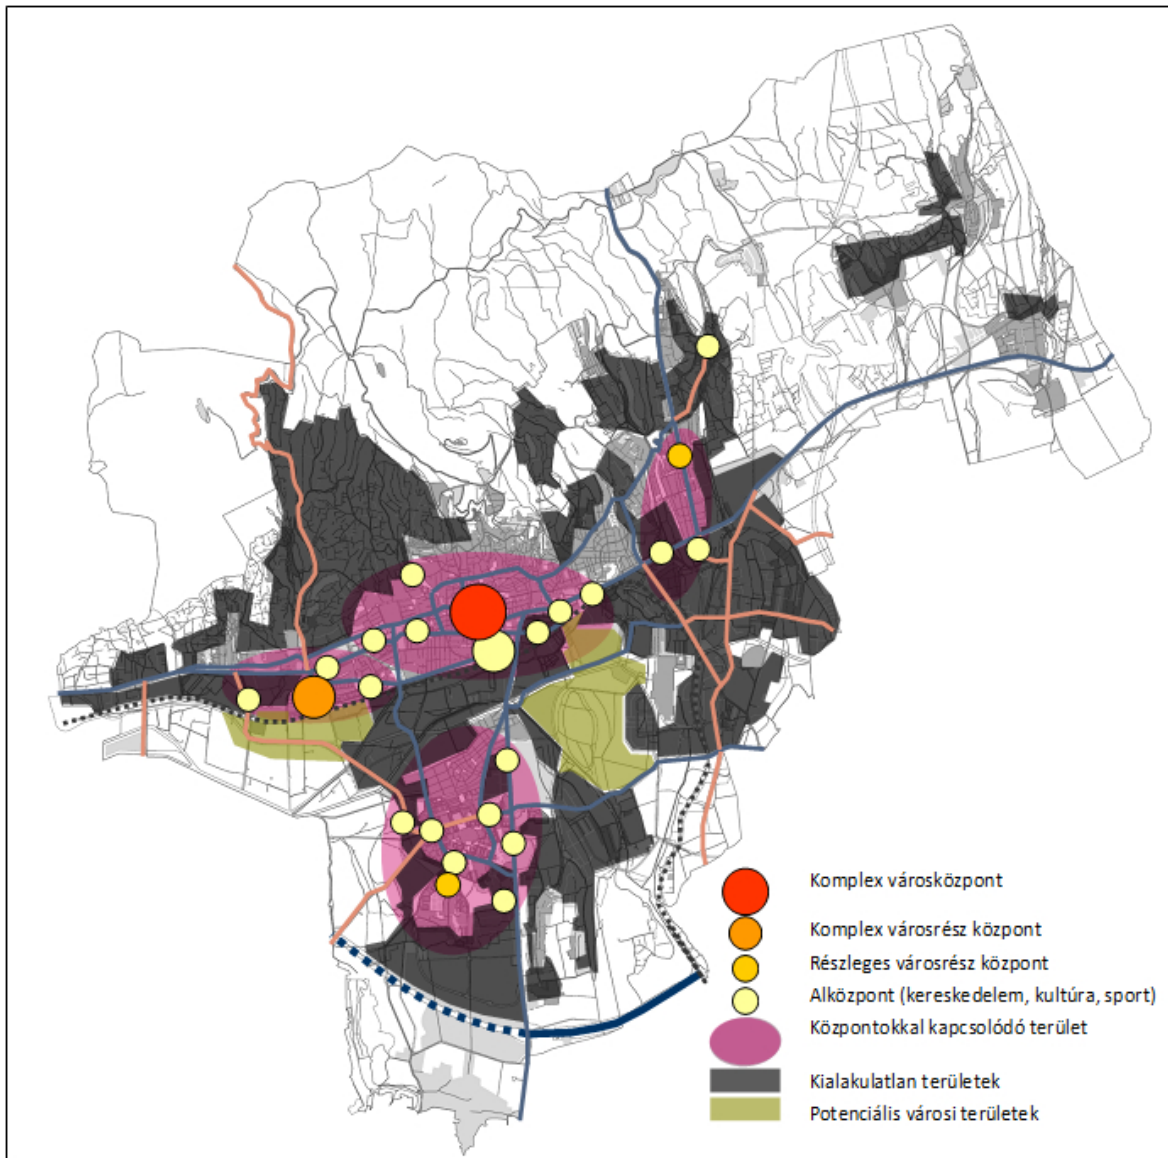 Komplex városközpont
Komplex városrész központ
Részleges városrész központ
Alközpont (kereskedelem, kultúra, sport)
Központokkal kapcsolódó terület
Kialakulatlan területek
Potenciális városi területek